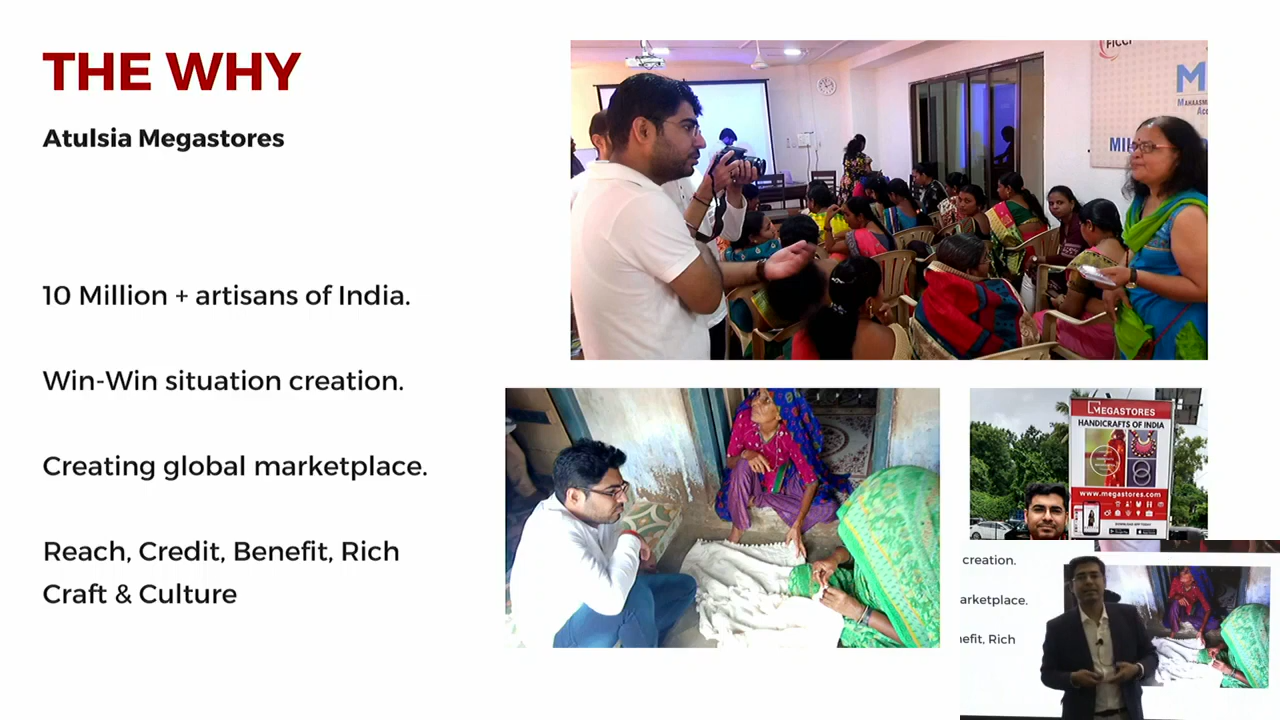 THE WHY
Atulsia Megastores
10 Million + artisans of India.
Win-Win situation creation.
Creating global marketplace.
Reach, Credit, Benefit, Rich
Craft & Culture
FICCI
MEGASTORES
HANDICRAFTS OF INDIA
www.megastores.com
creation.
arketplace.
efit, Rich